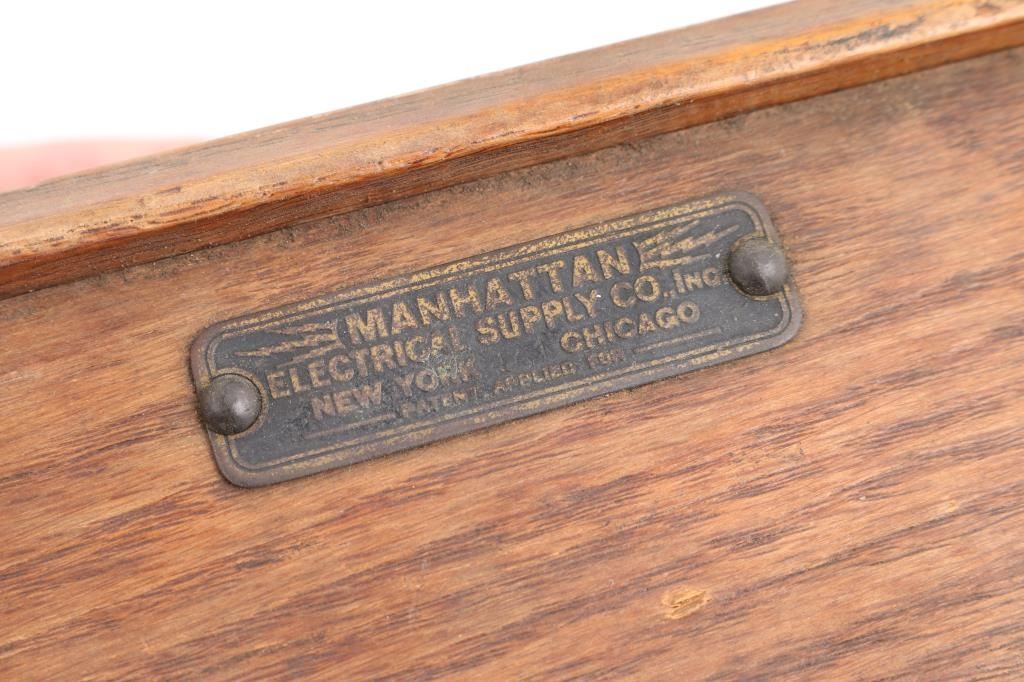 MANHATTAN
ELECTRICAL SUPPLY CO., INC.
NEW YORK CHICAGO
PATENT APPLIED FOR